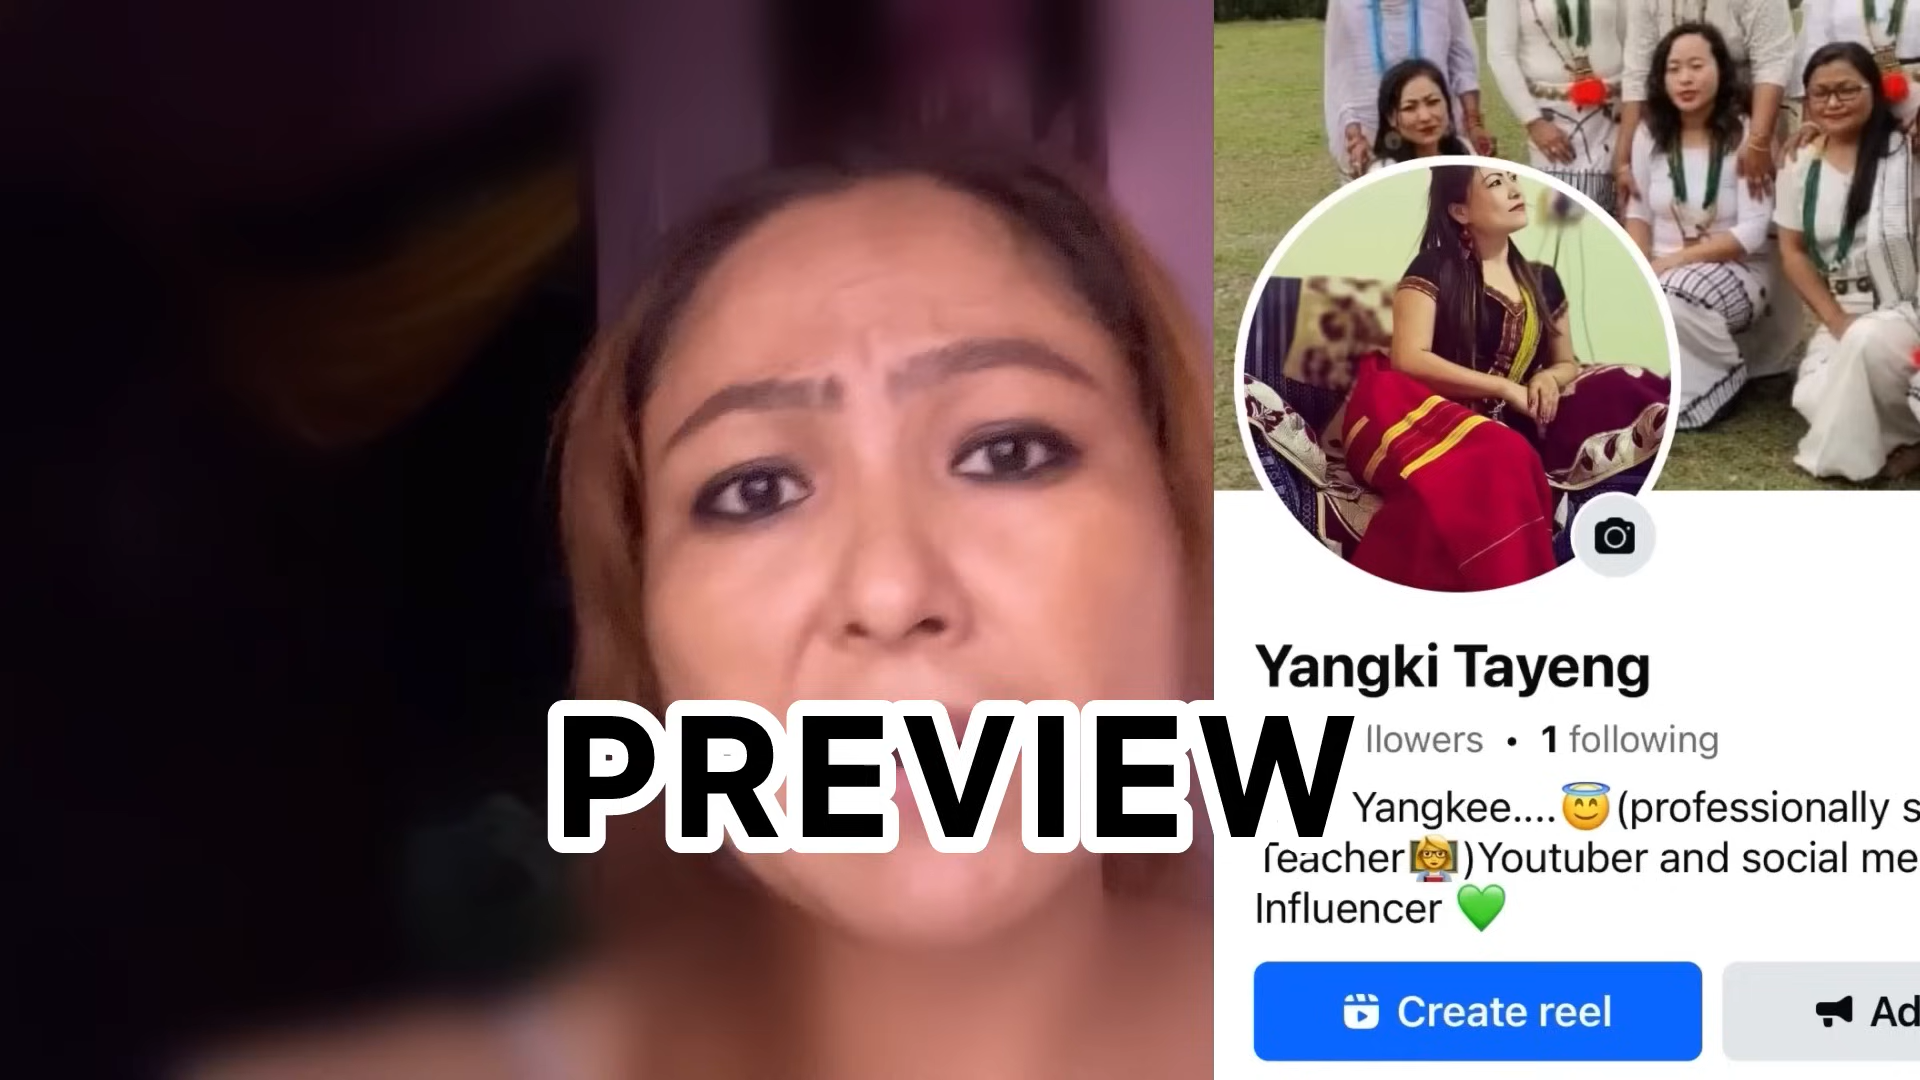 PREVIEW
Yangki Tayeng
llowers • 1 following
Yangkee....😇(professionally s
Teacher👩‍🏫)Youtuber and social me
Influencer 💚
Create reel
Ad